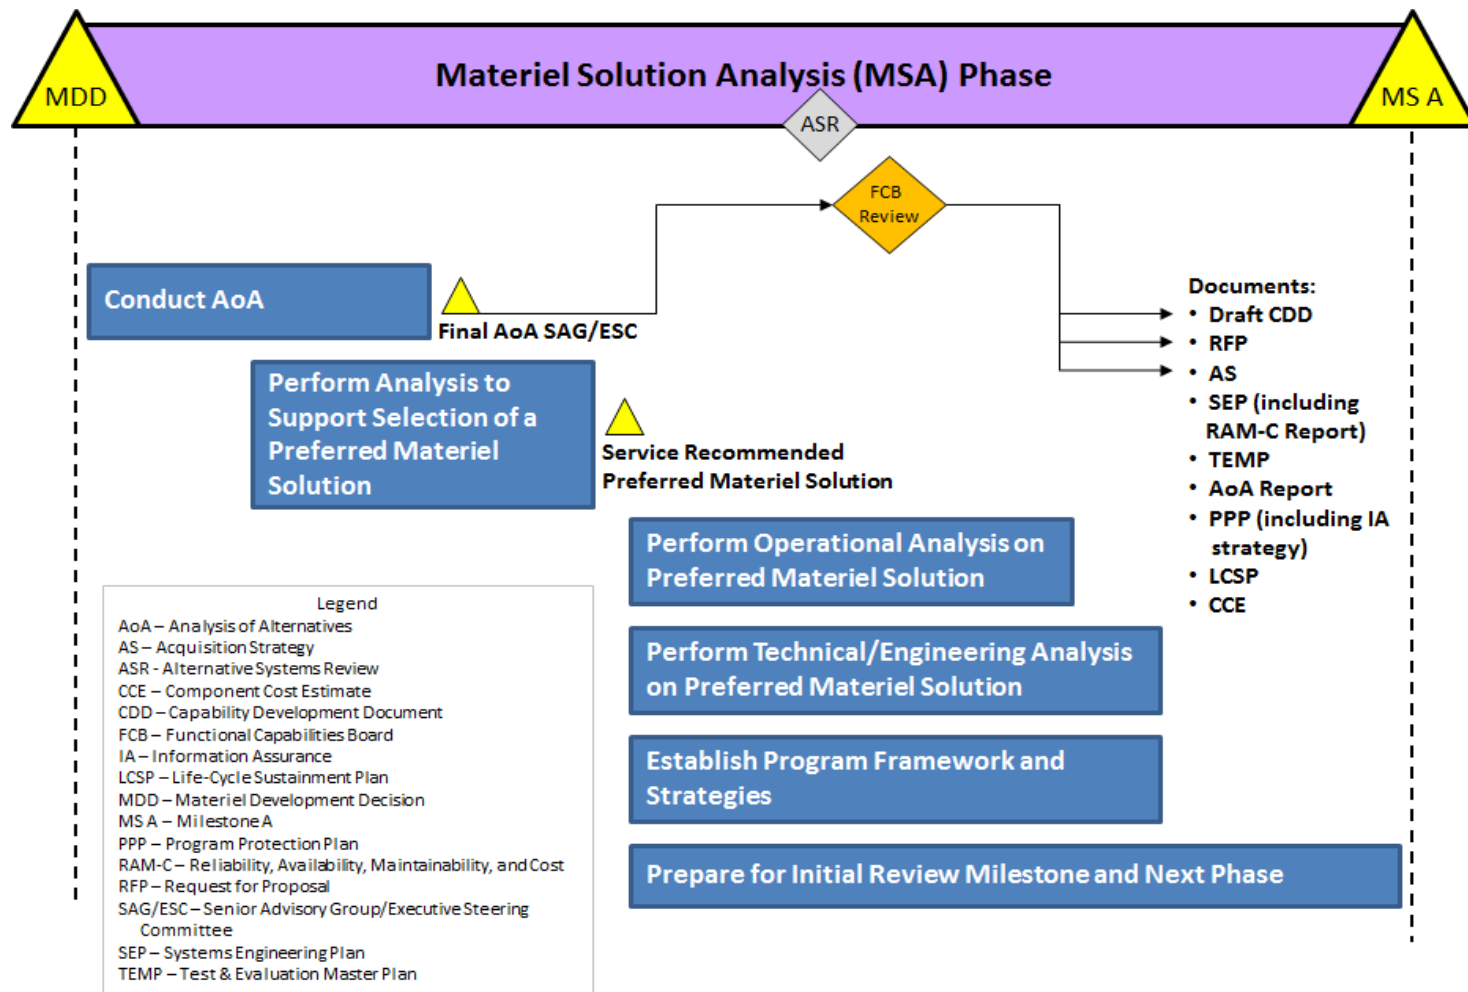 Materiel Solution Analysis (MSA) Phase
MDD
MS A
ASR
FCB
Review
Conduct AoA
Final AoA SAG/ESC
Perform Analysis to
Support Selection of a
Preferred Materiel
Solution
Service Recommended
Preferred Materiel Solution
Documents:
• Draft CDD
• RFP
• AS
• SEP (including
RAM-C Report)
• TEMP
• AoA Report
• PPP (including IA
strategy)
• LCSP
• CCE
Perform Operational Analysis on
Preferred Materiel Solution
Perform Technical/Engineering Analysis
on Preferred Materiel Solution
Establish Program Framework and
Strategies
Prepare for Initial Review Milestone and Next Phase
Legend
AoA – Analysis of Alternatives
AS – Acquisition Strategy
ASR - Alternative Systems Review
CCE – Component Cost Estimate
CDD – Capability Development Document
FCB – Functional Capabilities Board
IA – Information Assurance
LCSP – Life-Cycle Sustainment Plan
MDD – Materiel Development Decision
MS A – Milestone A
PPP – Program Protection Plan
RAM-C – Reliability, Availability, Maintainability, and Cost
RFP – Request for Proposal
SAG/ESC – Senior Advisory Group/Executive Steering
Committee
SEP – Systems Engineering Plan
TEMP – Test & Evaluation Master Plan